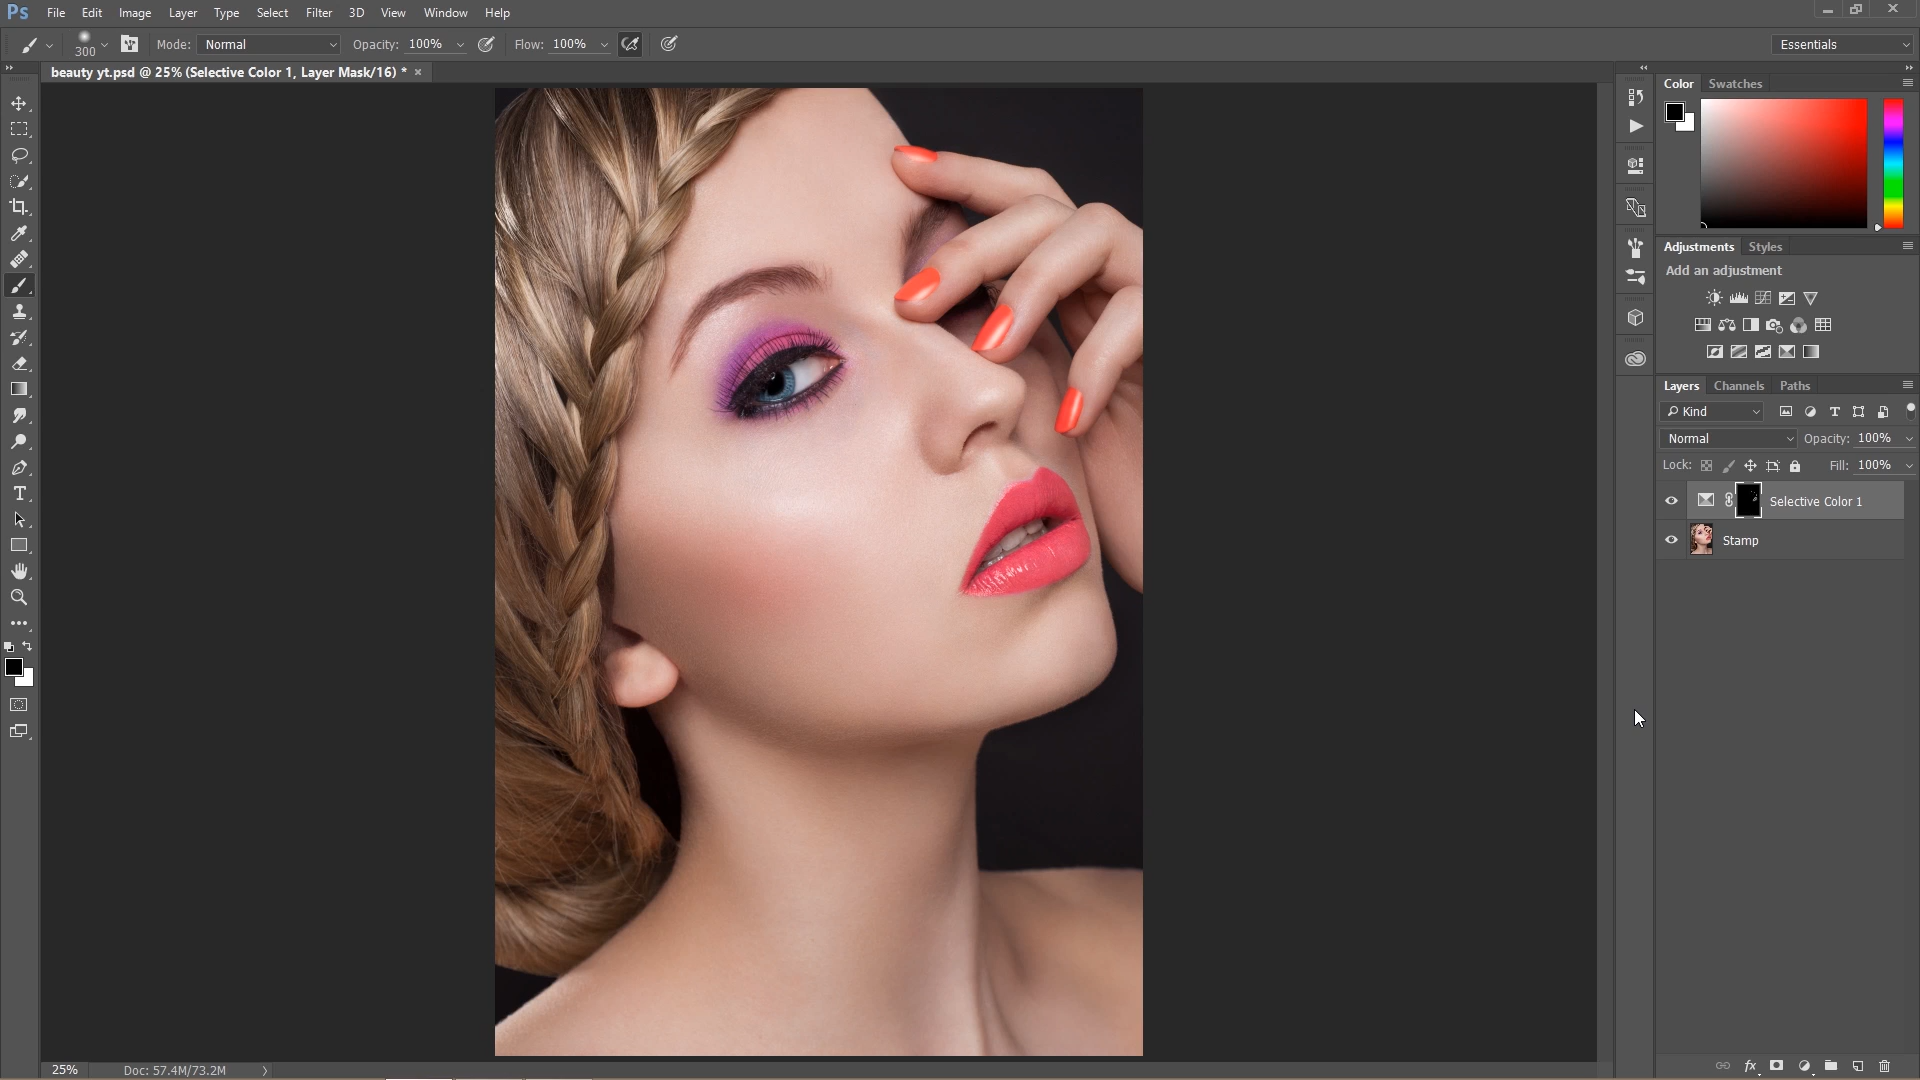 Ps File Edit Image Layer Type Select Filter 3D View Window Help
300 Mode: Normal Opacity: 100% Flow: 100% Essentials
beauty yt.psd @ 25% (Selective Color 1, Layer Mask/16) * ×
Color Swatches
Adjustments Styles
Add an adjustment
Layers Channels Paths
Kind
Normal Opacity: 100%
Lock: Fill: 100%
Selective Color 1
Stamp
25% Doc: 57.4M/73.2M
fx